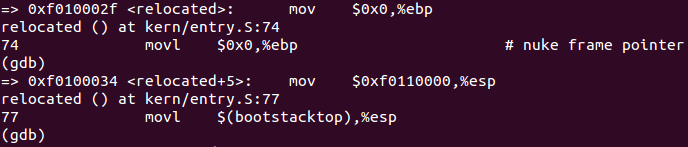 => 0xf010002f <relocated>: mov $0x0,%ebp
relocated () at kern/entry.S:74
74 movl $0x0,%ebp # nuke frame pointer
(gdb)
=> 0xf0100034 <relocated+5>: mov $0xf0110000,%esp
relocated () at kern/entry.S:77
77 movl $(bootstacktop),%esp
(gdb)